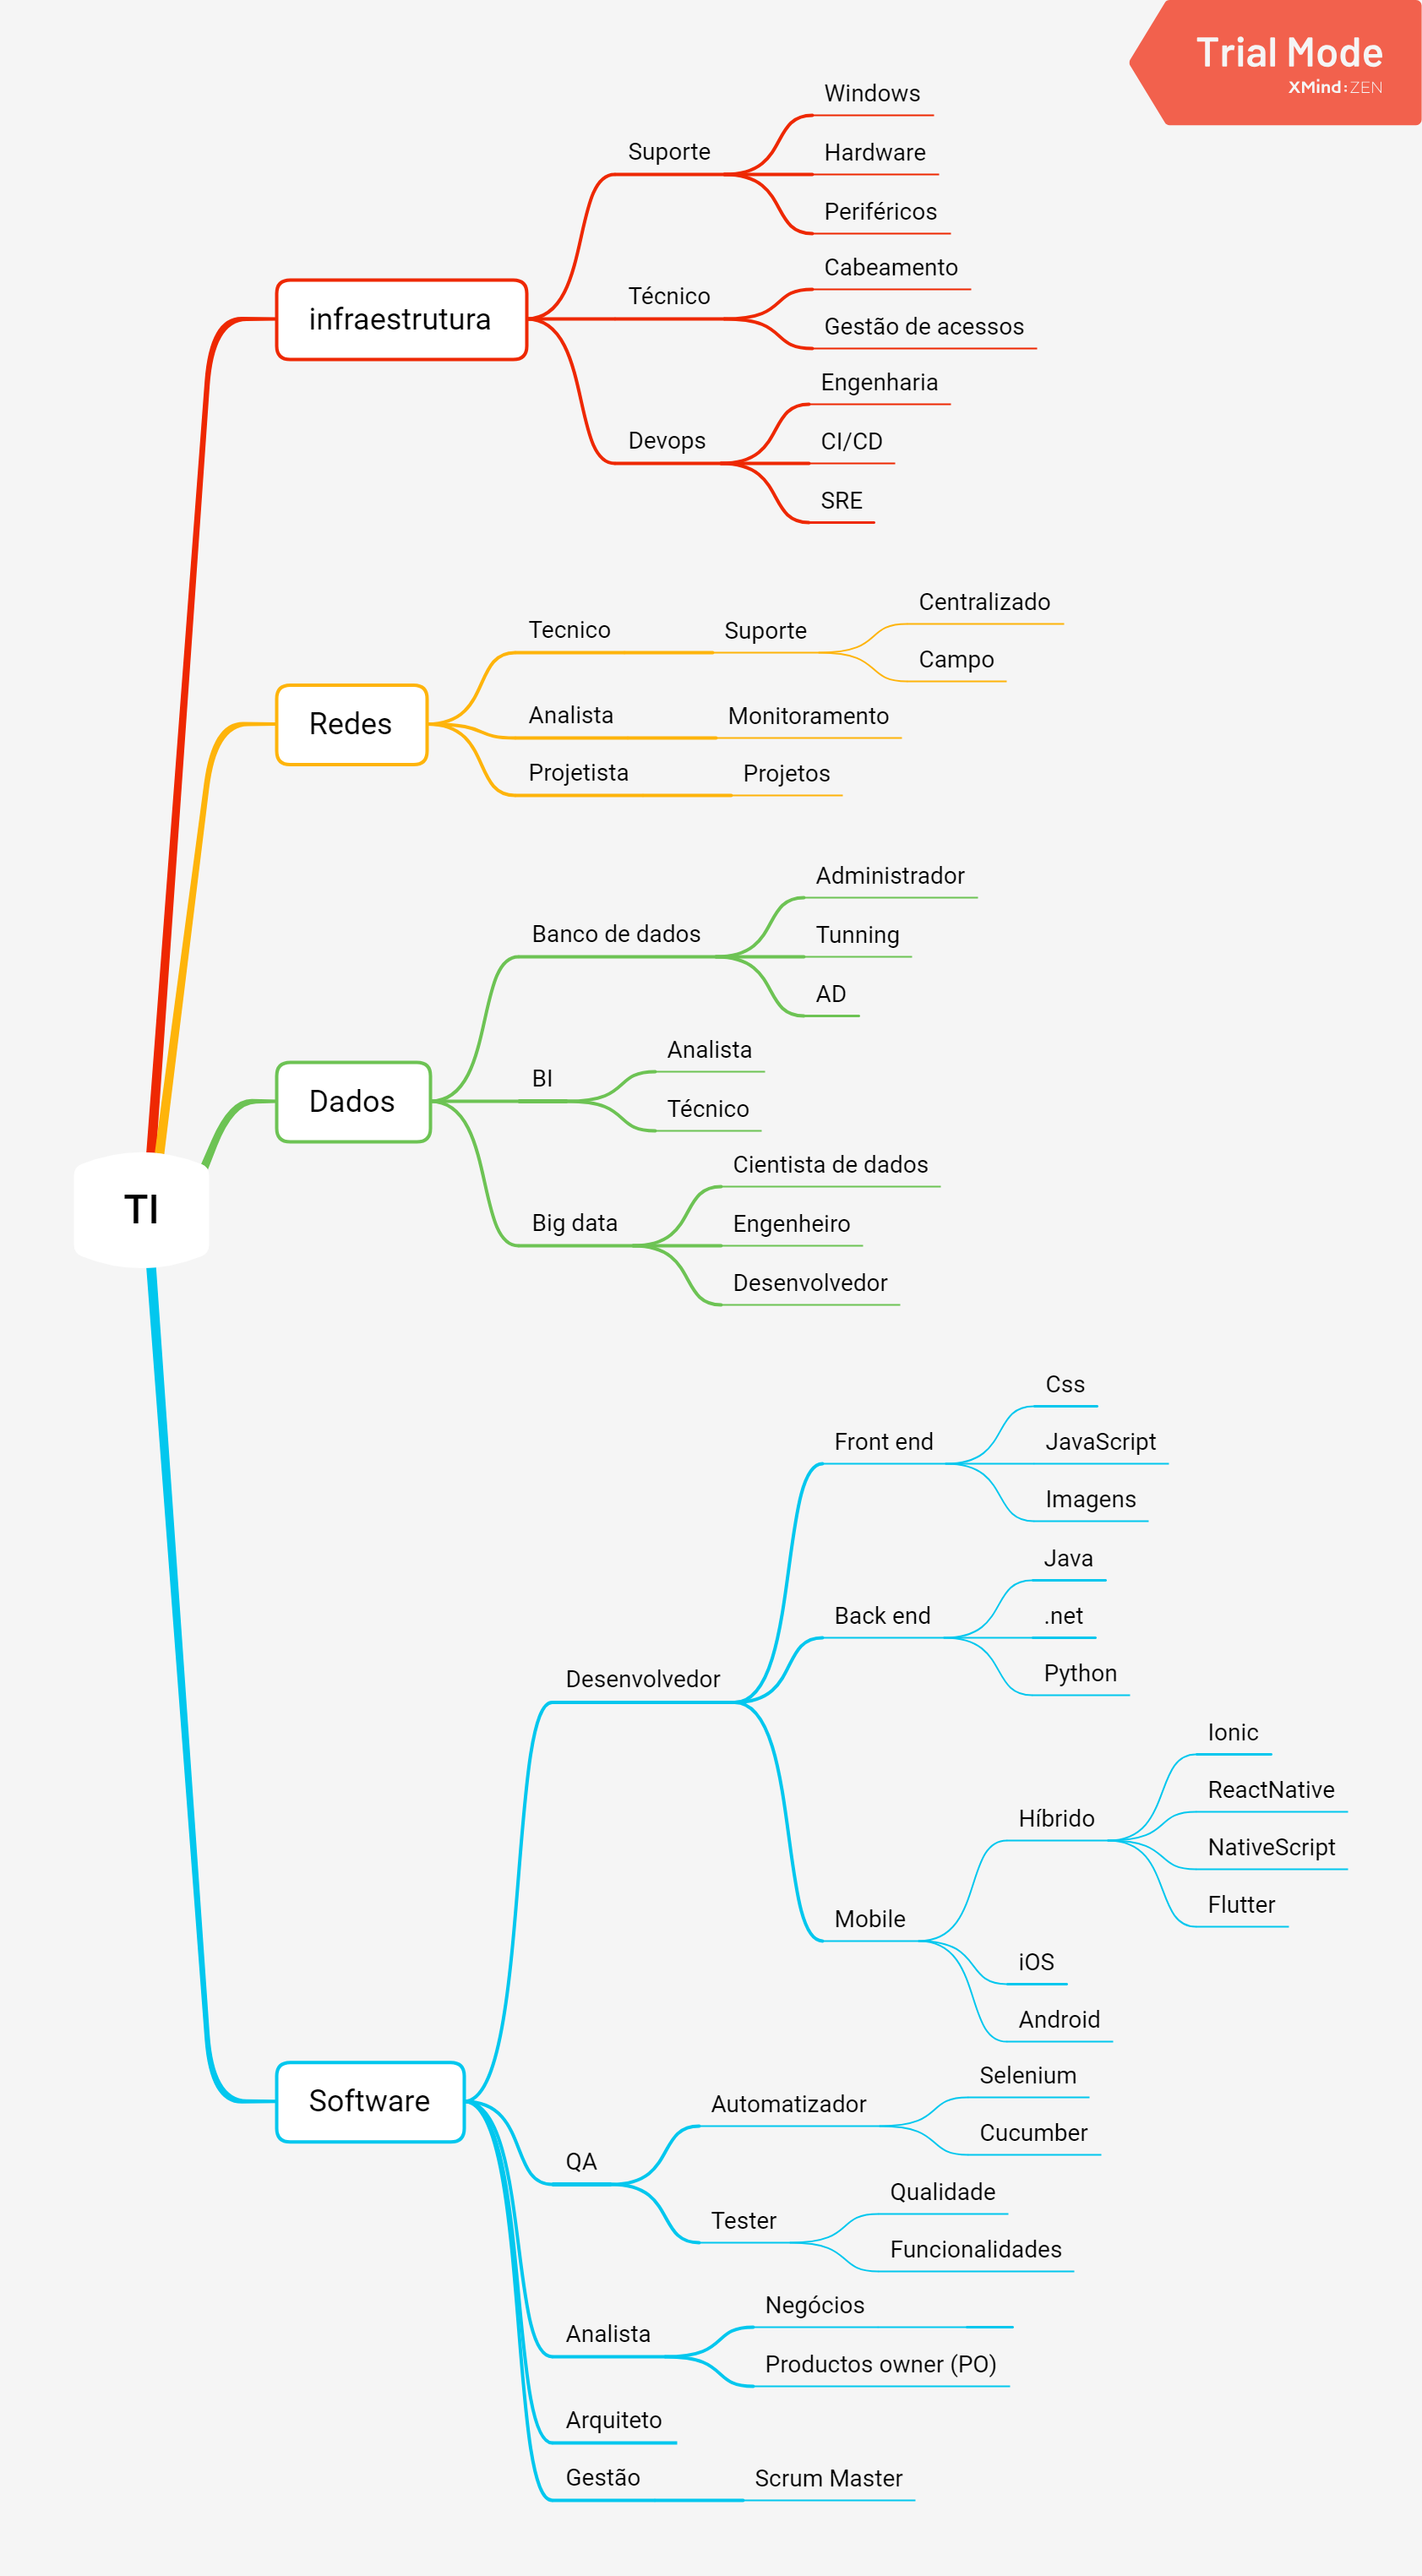 Trial Mode
XMind:ZEN
TI
infraestrutura
Suporte
Windows
Hardware
Periféricos
Técnico
Cabeamento
Gestão de acessos
Devops
Engenharia
CI/CD
SRE
Redes
Tecnico
Suporte
Centralizado
Campo
Analista
Monitoramento
Projetista
Projetos
Dados
Banco de dados
Administrador
Tunning
AD
BI
Analista
Técnico
Big data
Cientista de dados
Engenheiro
Desenvolvedor
Software
Desenvolvedor
Front end
Css
JavaScript
Imagens
Back end
Java
.net
Python
Mobile
Híbrido
Ionic
ReactNative
NativeScript
Flutter
iOS
Android
QA
Automatizador
Selenium
Cucumber
Tester
Qualidade
Funcionalidades
Analista
Negócios
Productos owner (PO)
Arquiteto
Gestão
Scrum Master